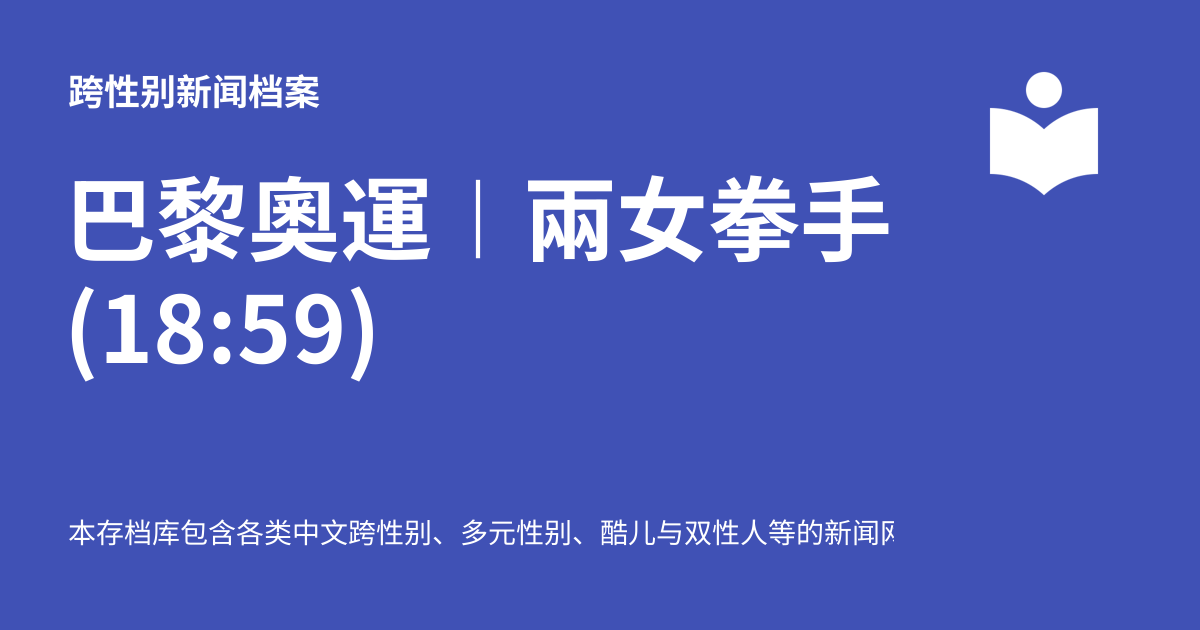 跨性别新闻档案
巴黎奧運｜兩女拳手
(18:59)
本存档库包含各类中文跨性别、多元性别、酷儿与双性人等的新闻